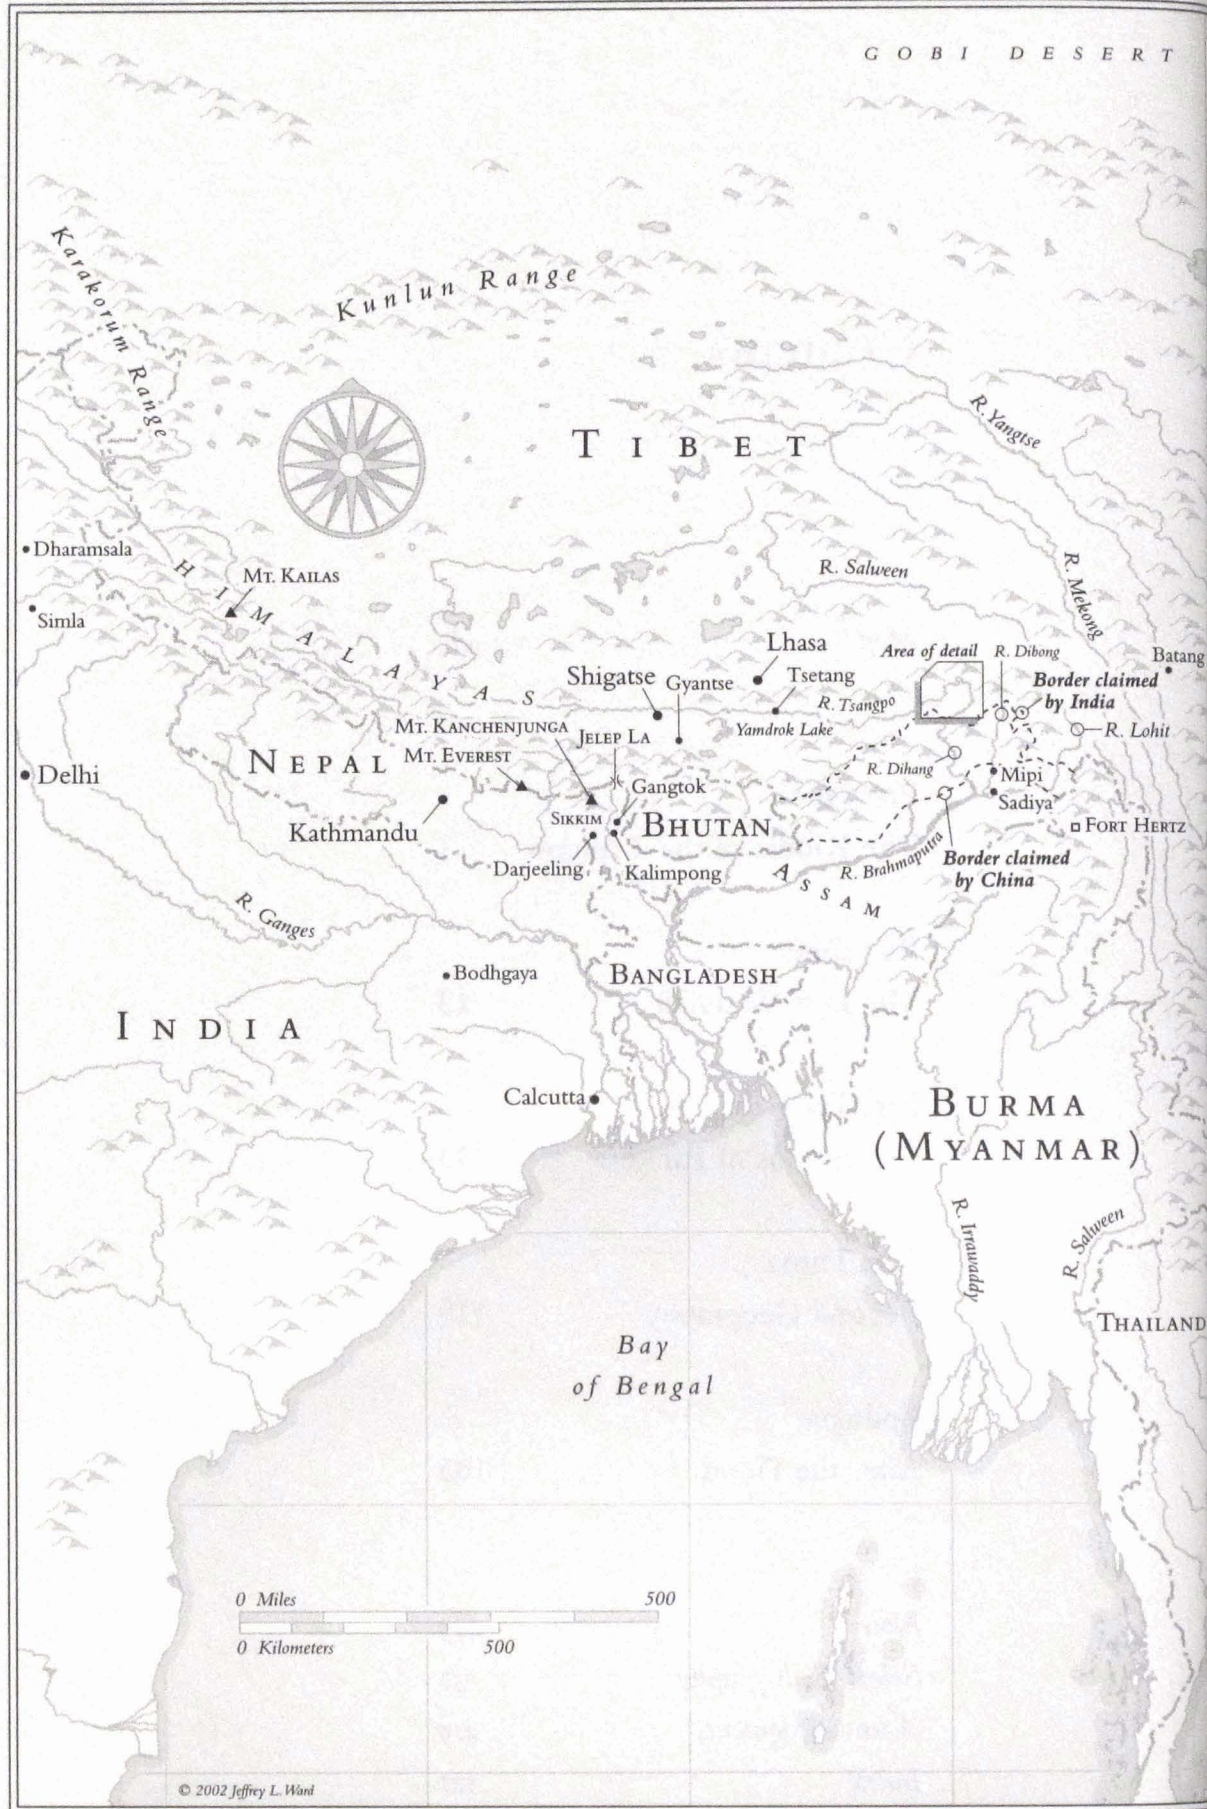 GOBI DESERT
Karakorum Range
Kunlun Range
TIBET
R. Yangtse
Dharamsala
HIMALAYAS
MT. KAILAS
R. Salween
R. Mekong
Simla
Lhasa
Area of detail
R. Dibong
Batang
Shigatse
Gyantse
Tsetang
R. Tsangpo
Border claimed
by India
MT. KANCHENJUNGA
JELEP LA
Yamdrok Lake
R. Lohit
NEPAL
MT. EVEREST
R. Dihang
Delhi
Mipi
Gangtok
Sadiya
Kathmandu
SIKKIM
BHUTAN
FORT HERTZ
Darjeeling
Kalimpong
ASSAM
R. Brahmaputra
Border claimed
by China
R. Ganges
Bodhgaya
BANGLADESH
INDIA
Calcutta
BURMA
(MYANMAR)
R. Irrawaddy
R. Salween
THAILAND
Bay
of Bengal
0 Miles 500
0 Kilometers 500
© 2002 Jeffrey L. Ward